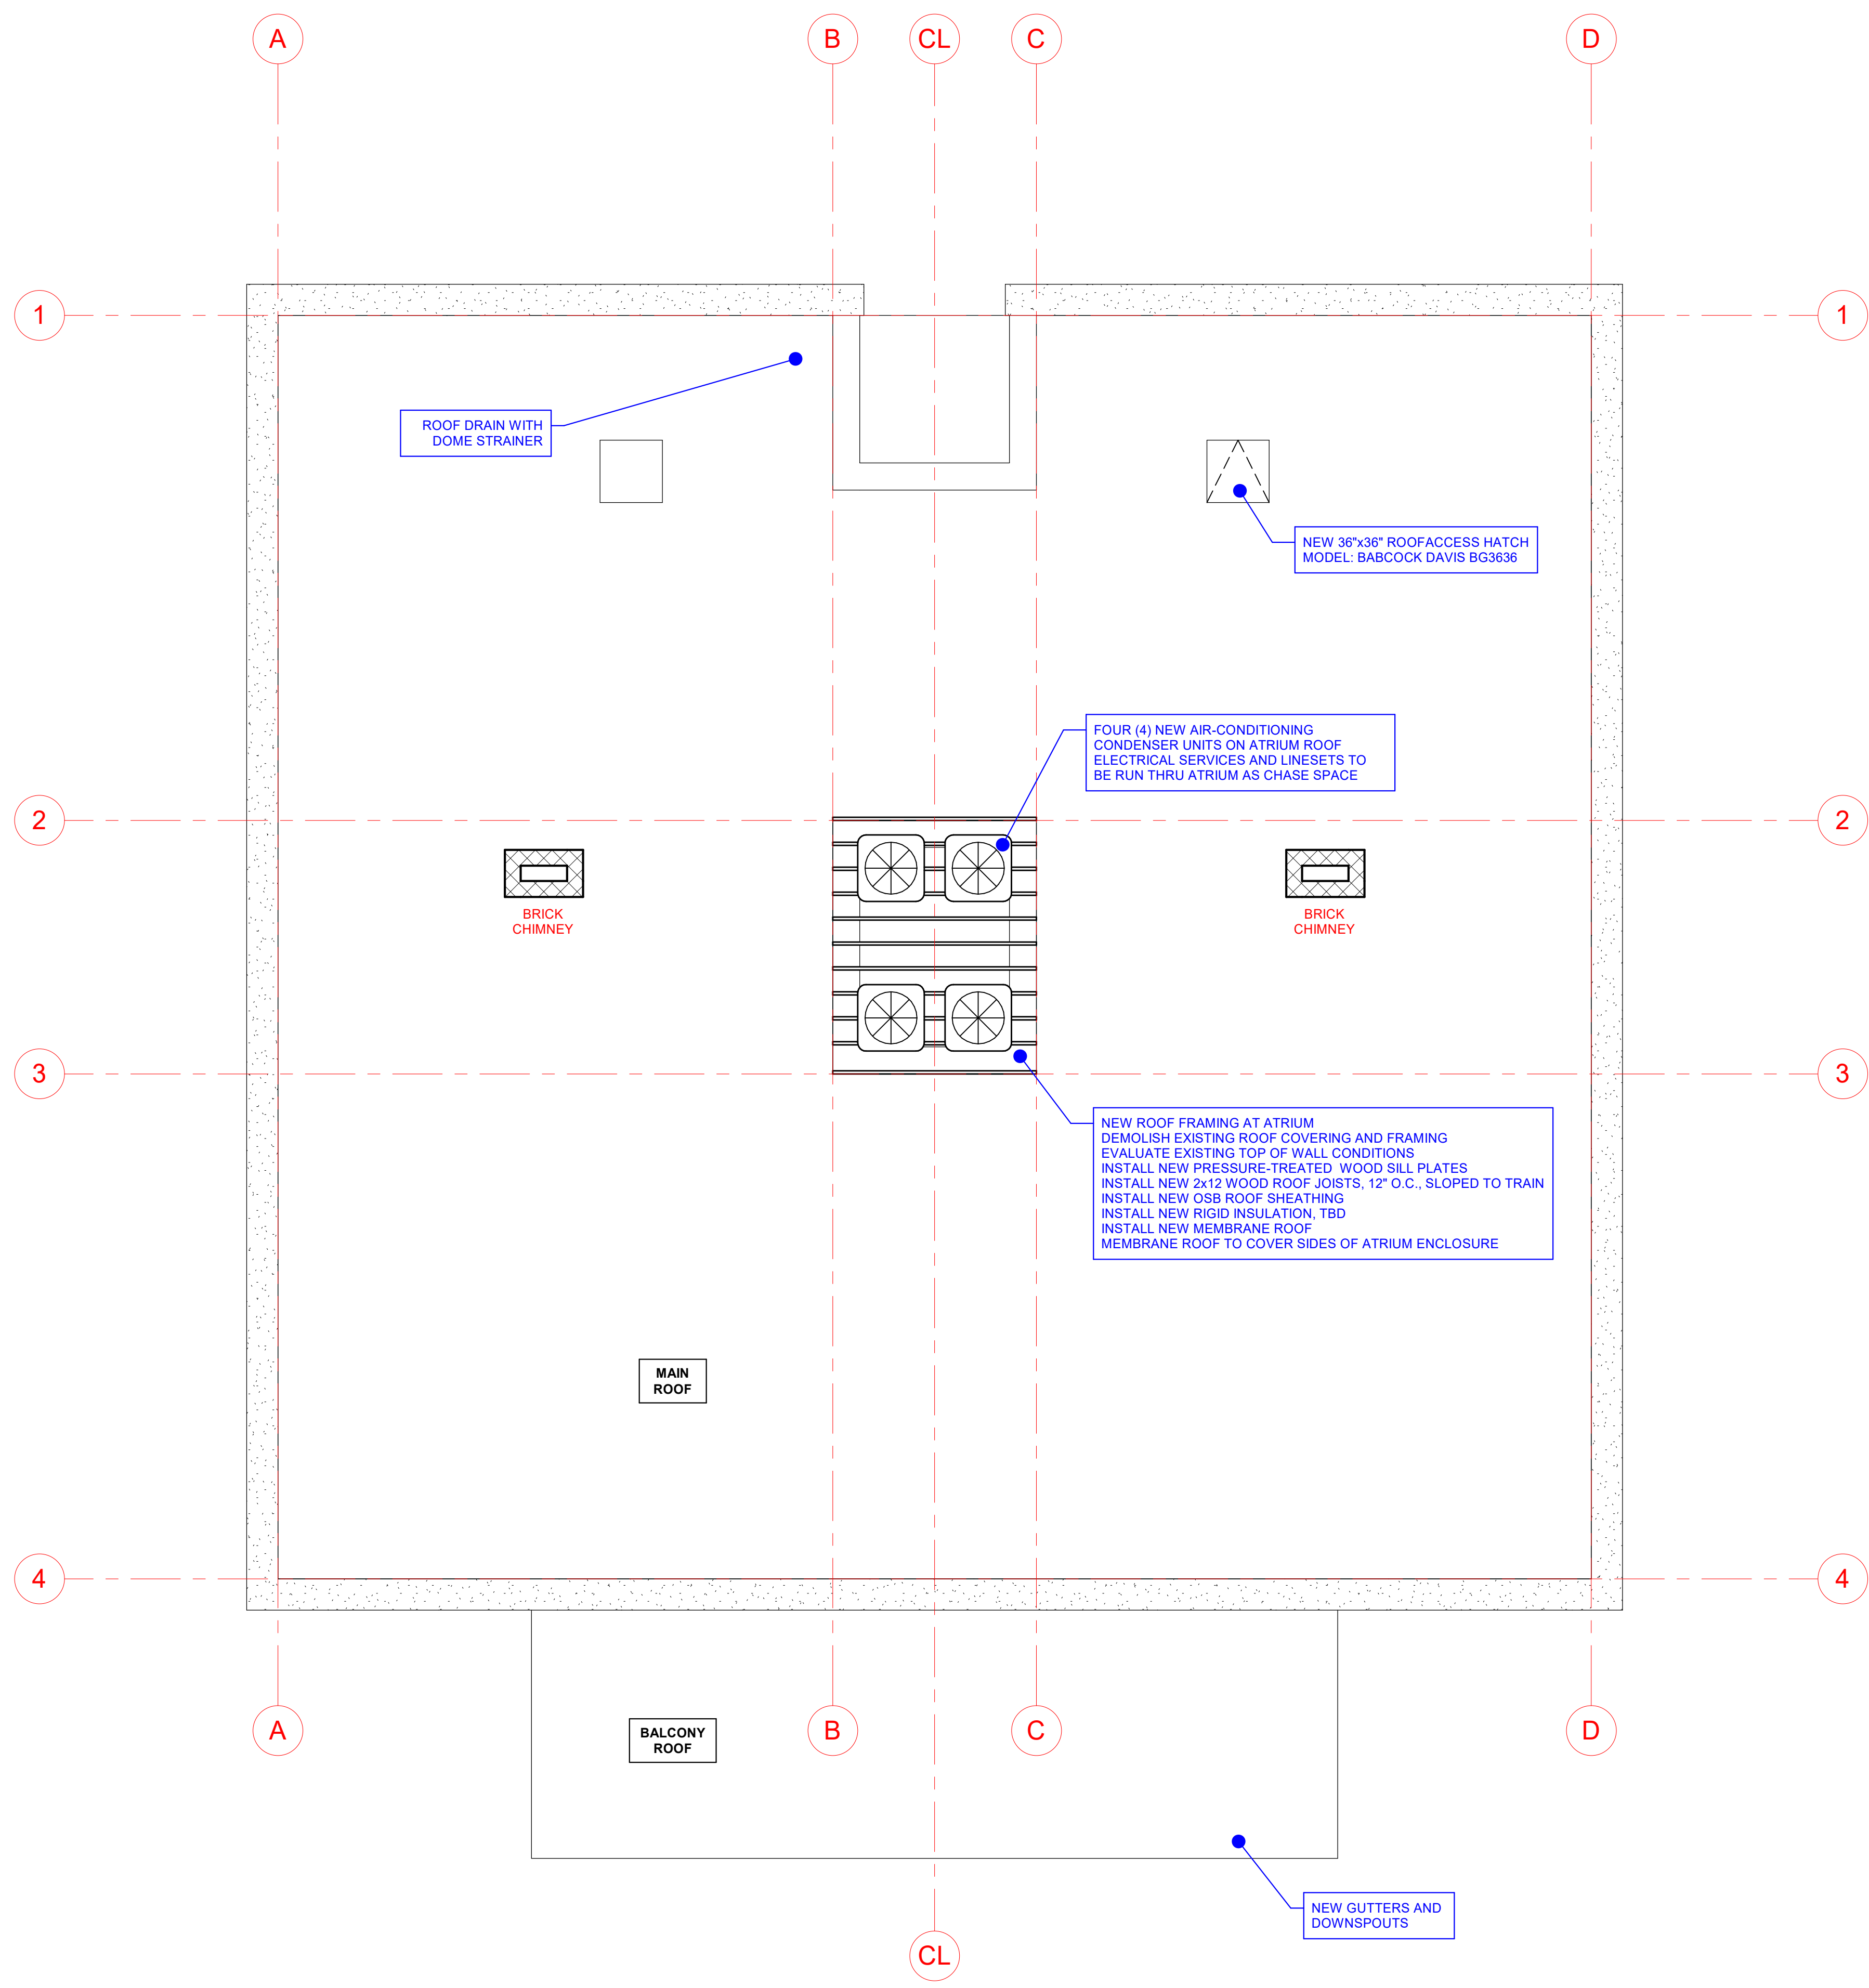 A
B
CL
C
D
1
1
ROOF DRAIN WITH
DOME STRAINER
NEW 36"x36" ROOFACCESS HATCH
MODEL: BABCOCK DAVIS BG3636
FOUR (4) NEW AIR-CONDITIONING
CONDENSER UNITS ON ATRIUM ROOF
ELECTRICAL SERVICES AND LINESETS TO
BE RUN THRU ATRIUM AS CHASE SPACE
2
2
BRICK
CHIMNEY
BRICK
CHIMNEY
3
3
NEW ROOF FRAMING AT ATRIUM
DEMOLISH EXISTING ROOF COVERING AND FRAMING
EVALUATE EXISTING TOP OF WALL CONDITIONS
INSTALL NEW PRESSURE-TREATED WOOD SILL PLATES
INSTALL NEW 2x12 WOOD ROOF JOISTS, 12" O.C., SLOPED TO TRAIN
INSTALL NEW OSB ROOF SHEATHING
INSTALL NEW RIGID INSULATION, TBD
INSTALL NEW MEMBRANE ROOF
MEMBRANE ROOF TO COVER SIDES OF ATRIUM ENCLOSURE
MAIN
ROOF
4
4
A
B
C
D
BALCONY
ROOF
NEW GUTTERS AND
DOWNSPOUTS
CL